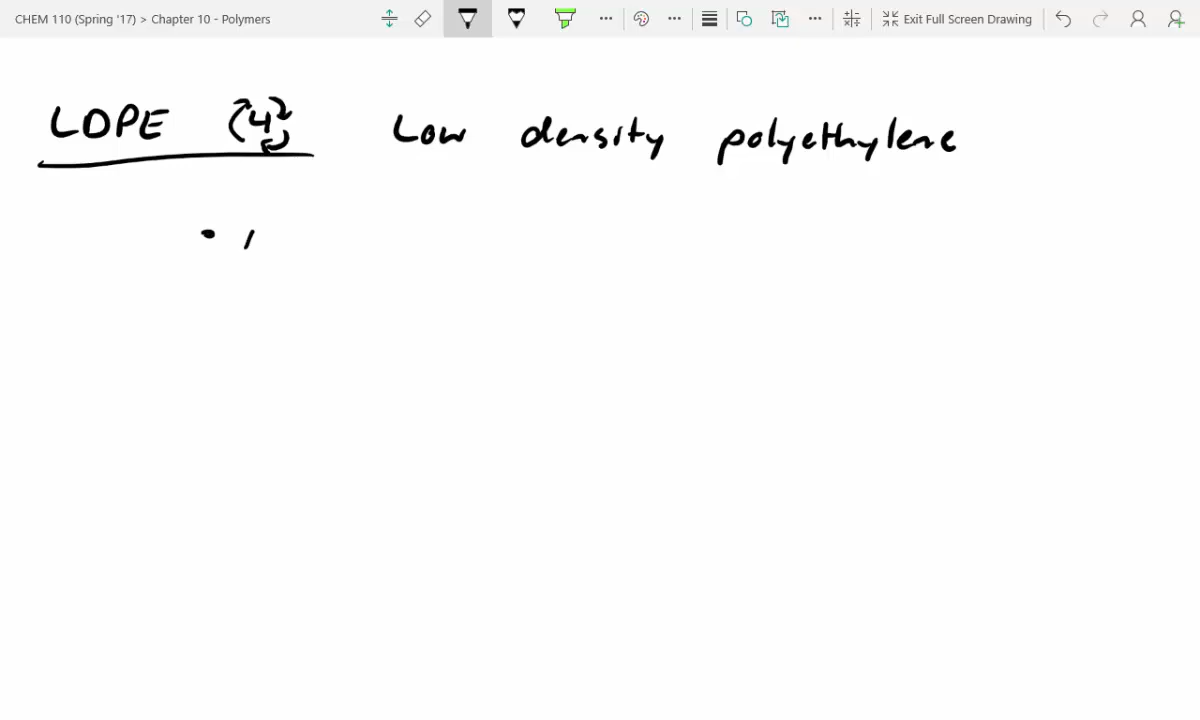 CHEM 110 (Spring '17) > Chapter 10 - Polymers Exit Full Screen Drawing
LDPE 4 Low density polyethylene
•